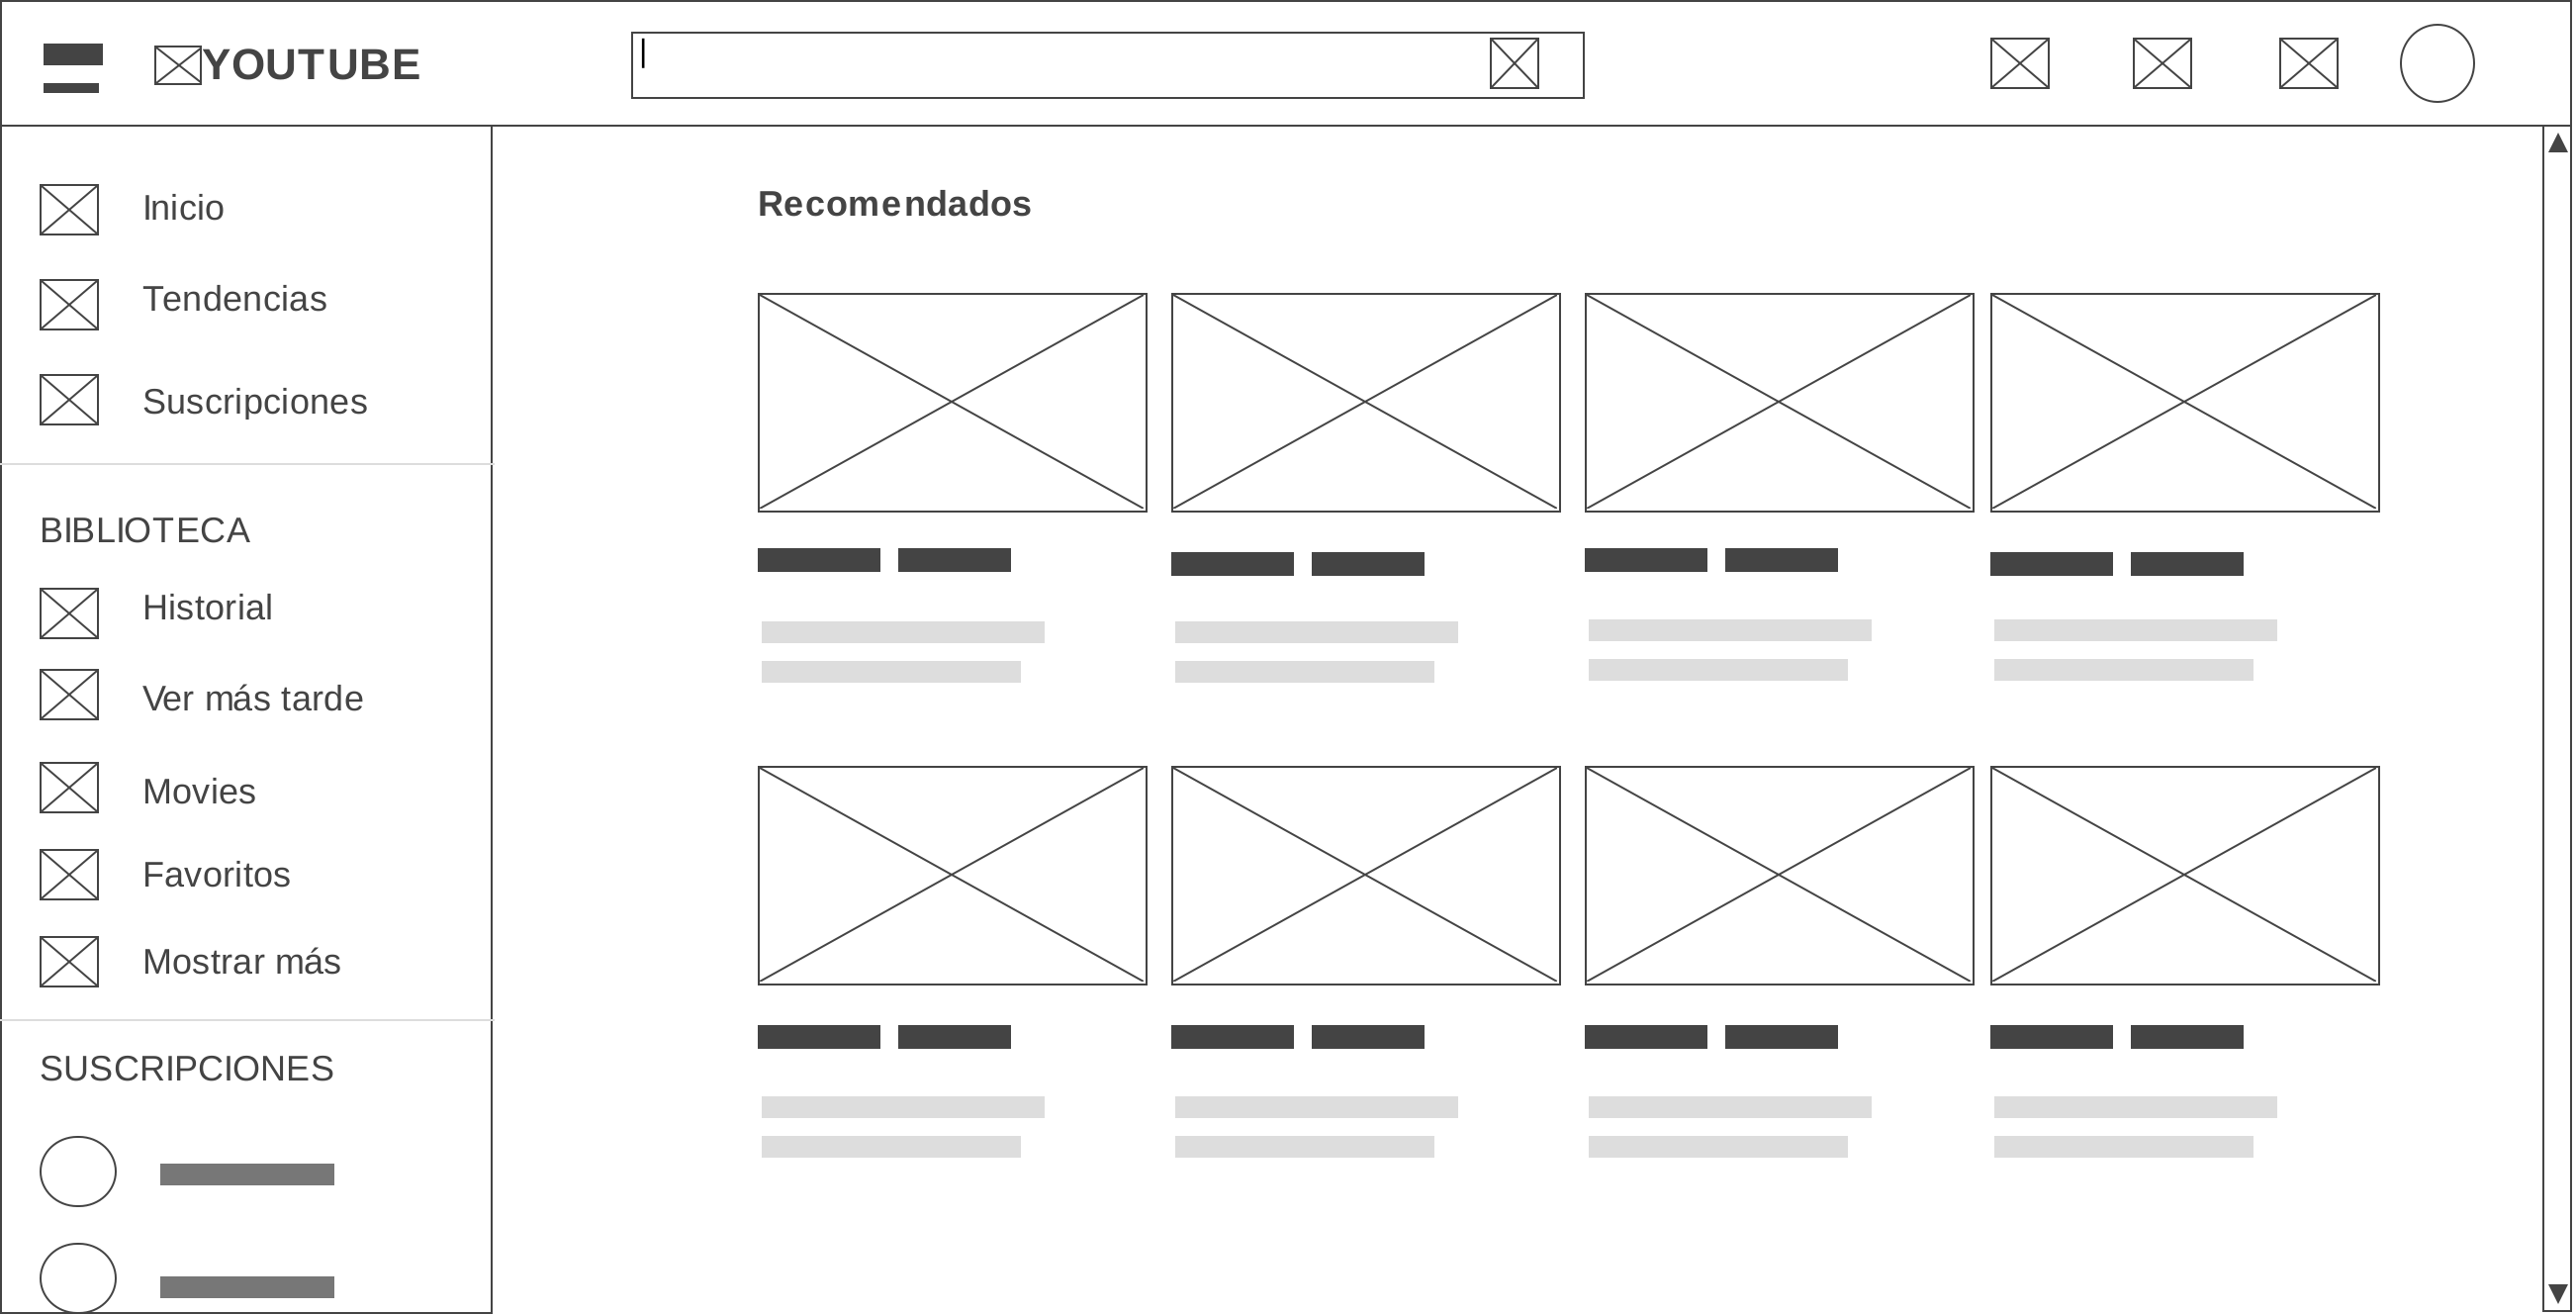 YOUTUBE
Inicio
Tendencias
Suscripciones
BIBLIOTECA
Historial
Ver más tarde
Movies
Favoritos
Mostrar más
SUSCRIPCIONES
Recomendados